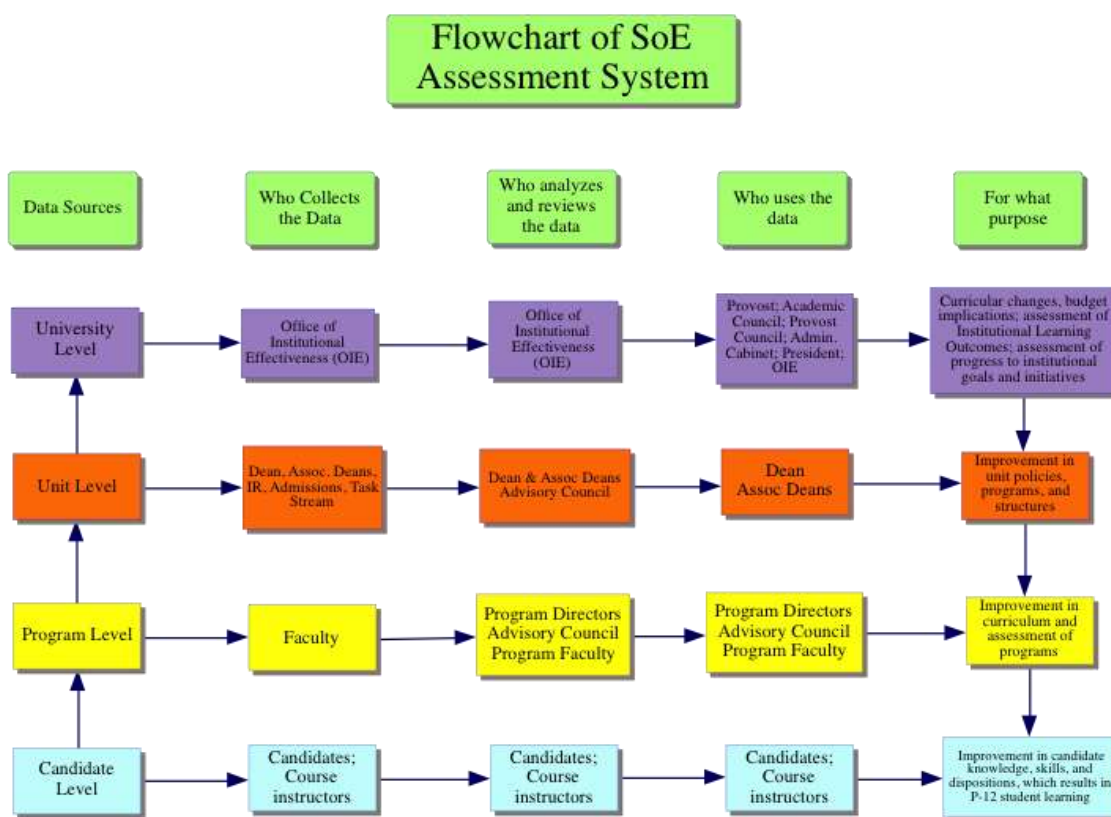 Flowchart of SoE
Assessment System
Data Sources
Who Collects
the Data
Who analyzes
and reviews
the data
Who uses the
data
For what
purpose
University
Level
Office of
Institutional
Effectiveness (OIE)
Office of
Institutional
Effectiveness
(OIE)
Provost; Academic
Council; Provost
Council; Admin.
Cabinet; President;
OIE
Curricular changes, budget
implications; assessment of
Institutional Learning
Outcomes; assessment of
progress to institutional
goals and initiatives
Unit Level
Dean, Assoc. Deans,
IR, Admissions, Task
Stream
Dean & Assoc Deans
Advisory Council
Dean
Assoc Deans
Improvement in
unit policies,
programs, and
structures
Program Level
Faculty
Program Directors
Advisory Council
Program Faculty
Program Directors
Advisory Council
Program Faculty
Improvement in
curriculum and
assessment of
programs
Candidate
Level
Candidates;
Course
instructors
Candidates;
Course
instructors
Candidates;
Course
instructors
Improvement in candidate
knowledge, skills, and
dispositions, which results in
P-12 student learning